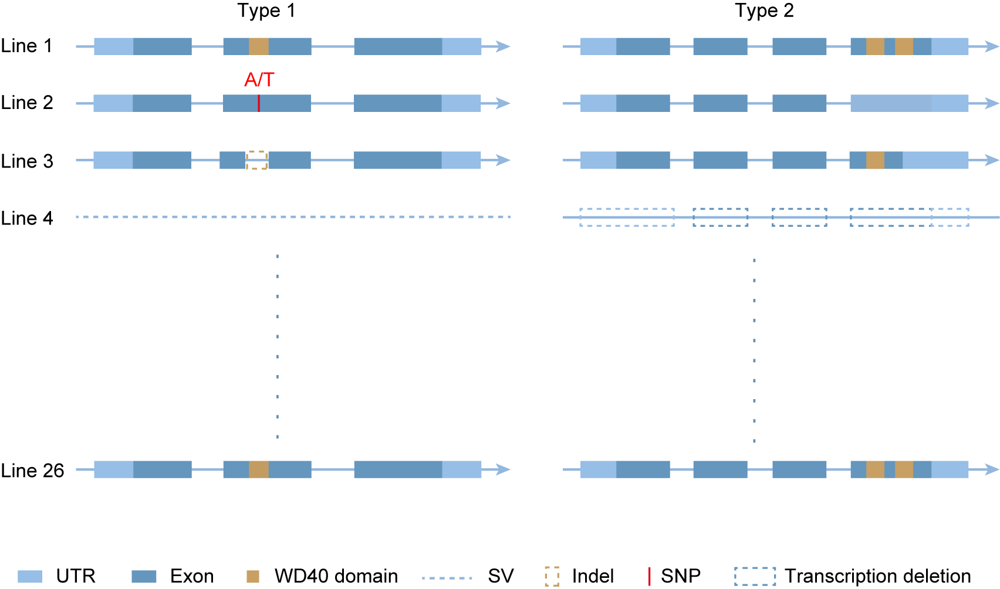 Type 1
Type 2
Line 1
A/T
Line 2
Line 3
Line 4
Line 26
UTR
Exon
WD40 domain
SV
Indel
SNP
Transcription deletion